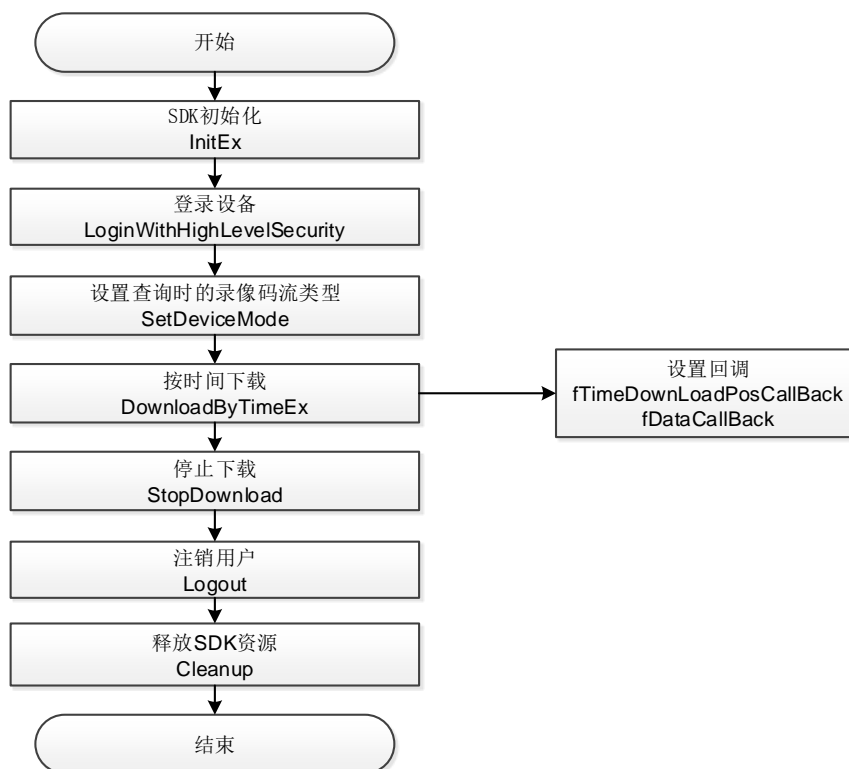 开始
SDK初始化
InitEx
登录设备
LoginWithHighLevelSecurity
设置查询时的录像码流类型
SetDeviceMode
按时间下载
DownloadByTimeEx
设置回调
fTimeDownLoadPosCallBack
fDataCallBack
停止下载
StopDownload
注销用户
Logout
释放SDK资源
Cleanup
结束